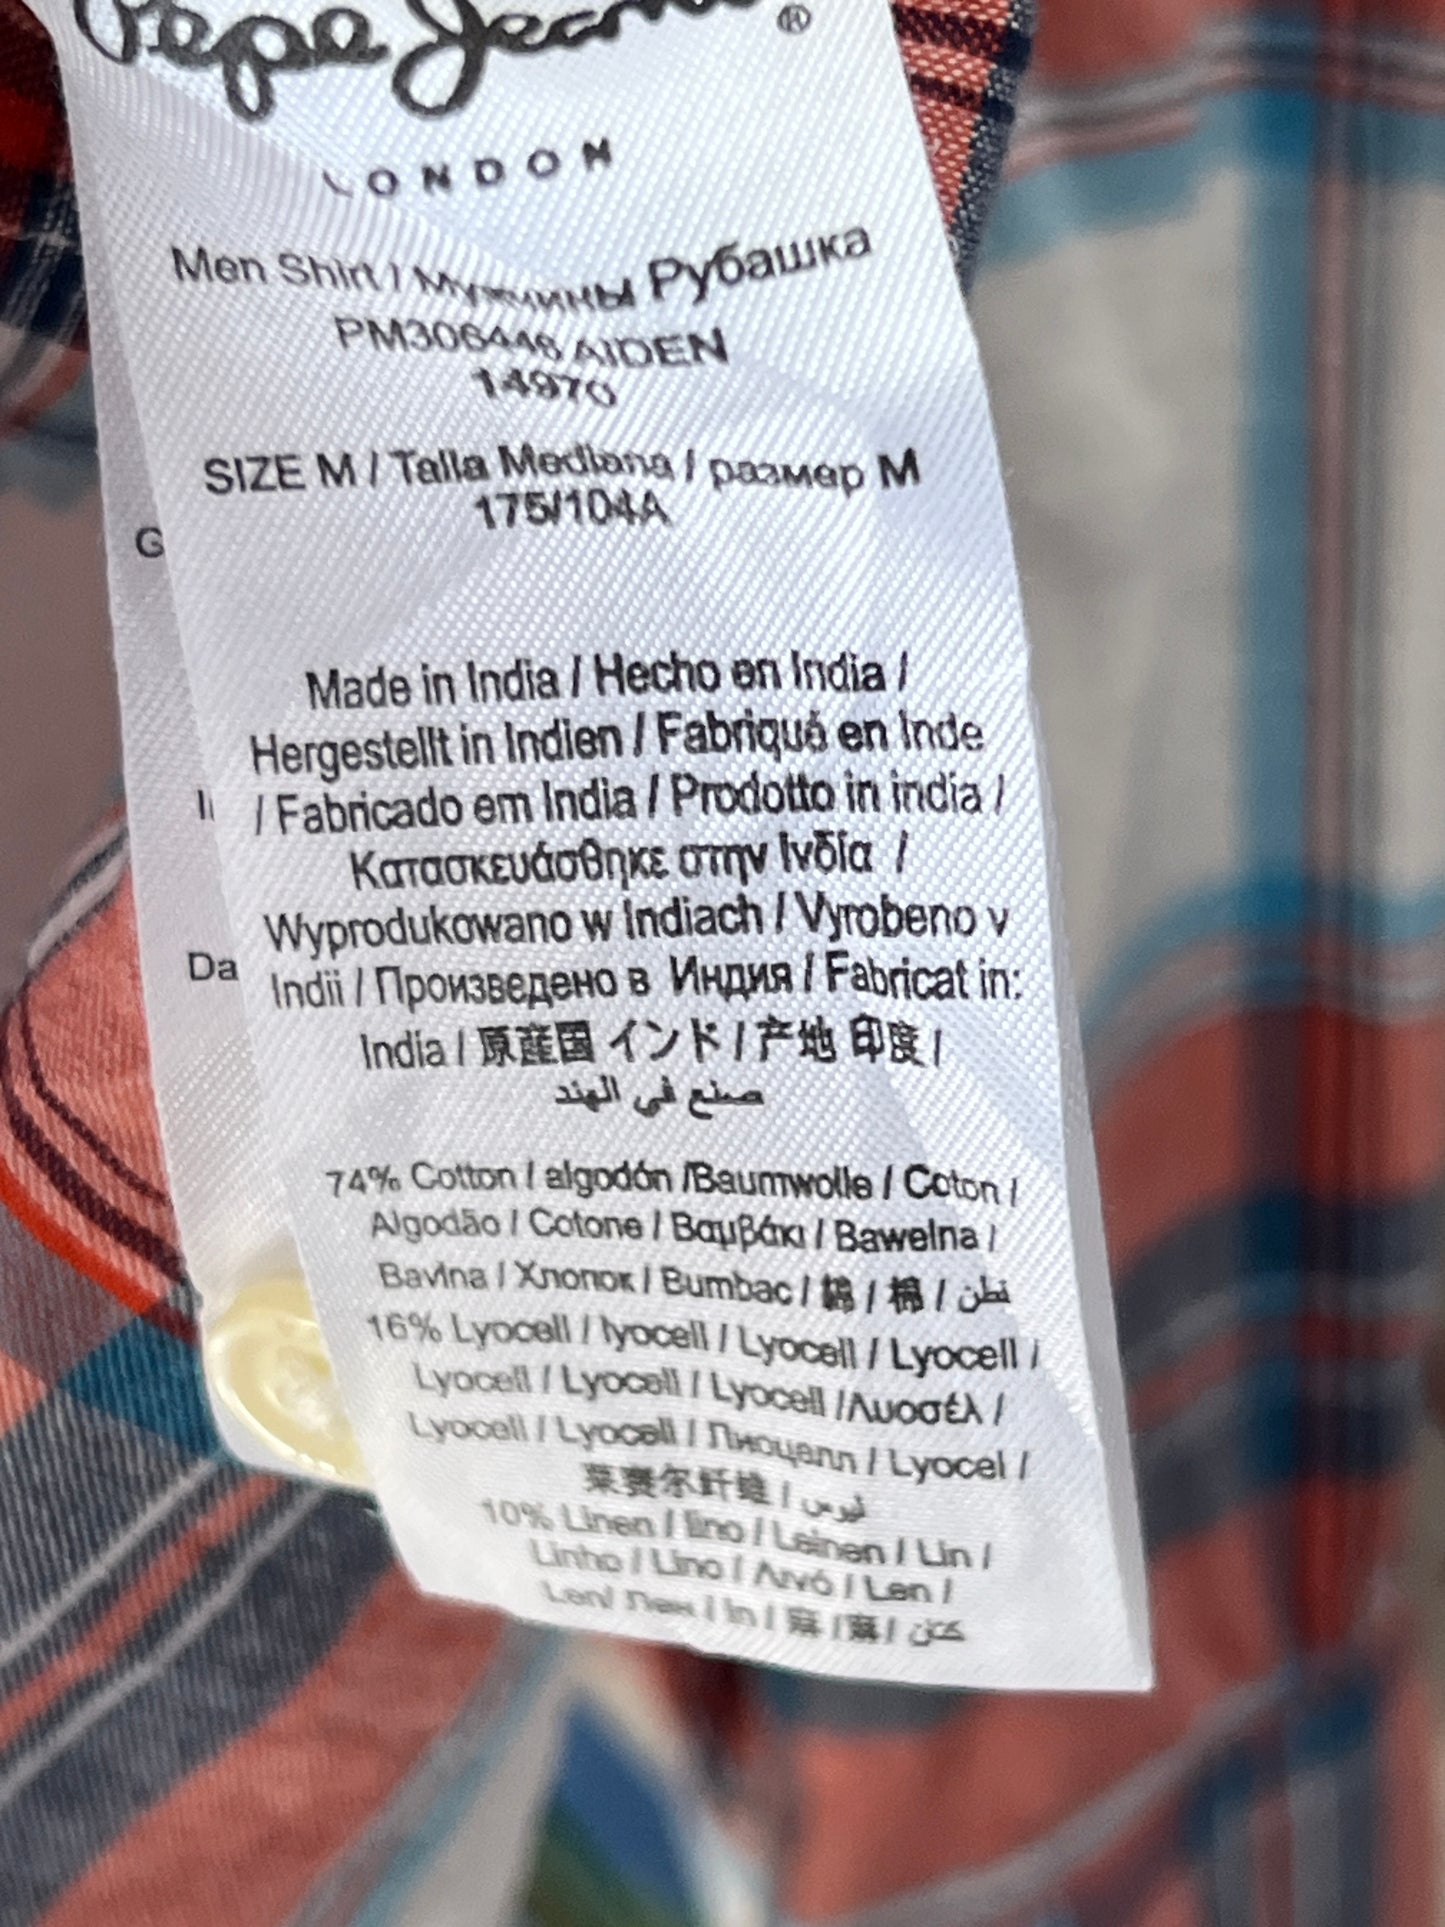 Pepe Jeans ®
LONDON
Men Shirt / Мужчины Рубашка
PM306446 AIDEN
14970
SIZE M / Talla Mediana / размер M
175/104A
G
Made in India / Hecho en India /
Hergestellt in Indien / Fabriqué en Inde
/ Fabricado em India / Prodotto in india /
Κατασκευάσθηκε στην Ινδία /
Wyprodukowano w Indiach / Vyrobeno v
Da
Indii / Произведено в Индия / Fabricat in:
India / 原産国 インド / 产地 印度 /
صنع في الهند
74% Cotton / algodón /Baumwolle / Coton /
Algodão / Cotone / Βαμβάκι / Bawelna /
Bavlna / Хлопок / Bumbac / 綿 / 棉 / قطن
16% Lyocell / lyocell / Lyocell / Lyocell /
Lyocell / Lyocell / Lyocell /Λυοσέλ /
Lyocell / Lyocell / Лиоцелл / Lyocel /
莱赛尔纤维 /
10% Linen / lino / Leinen / Lin /
Linho / Lino / Λινό / Len /
Len/ Лен / In / 麻 / 麻 / كتان